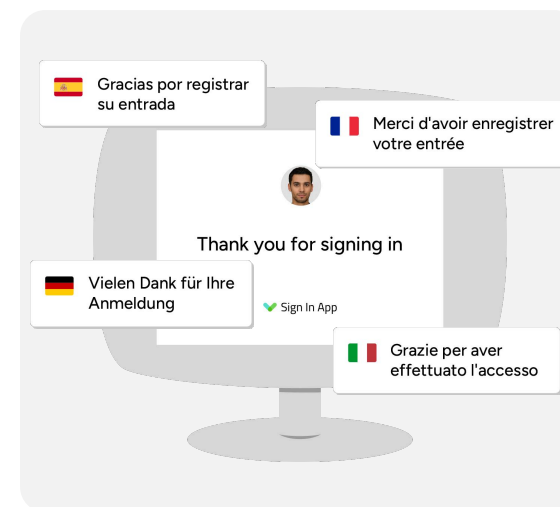 Gracias por registrar
su entrada
Merci d'avoir enregistrer
votre entrée
Thank you for signing in
Vielen Dank für Ihre
Anmeldung
Sign In App
Grazie per aver
effettuato l'accesso